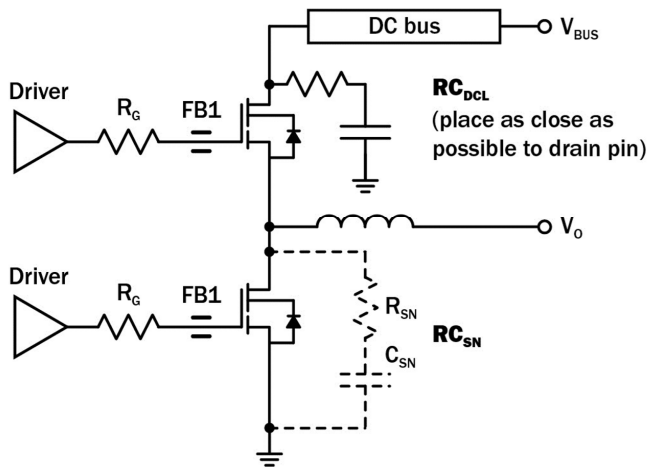 DC bus
V_BUS
Driver
R_G
FB1
RC_DCL
(place as close as
possible to drain pin)
V_O
Driver
R_G
FB1
R_SN
RC_SN
C_SN